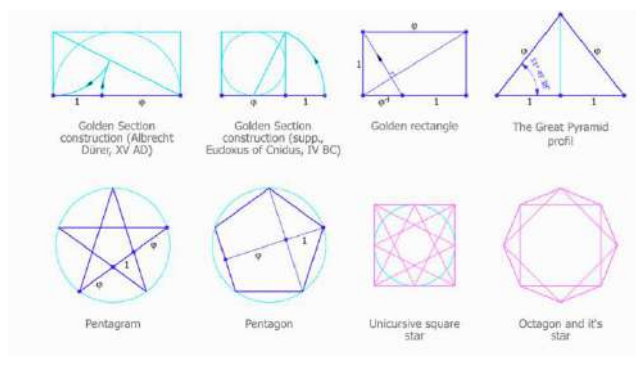 φ
φ
φ
1
1
φ
φ
1
φ
1
φ⁻¹
1
1
1
Golden Section
construction (Albrecht
Dürer, XV AD)
Golden Section
construction (supp.,
Eudoxus of Cnidus, IV BC)
Golden rectangle
The Great Pyramid
profil
φ
1
φ
1
φ
Pentagram
Pentagon
Unicursive square
star
Octagon and it's
star